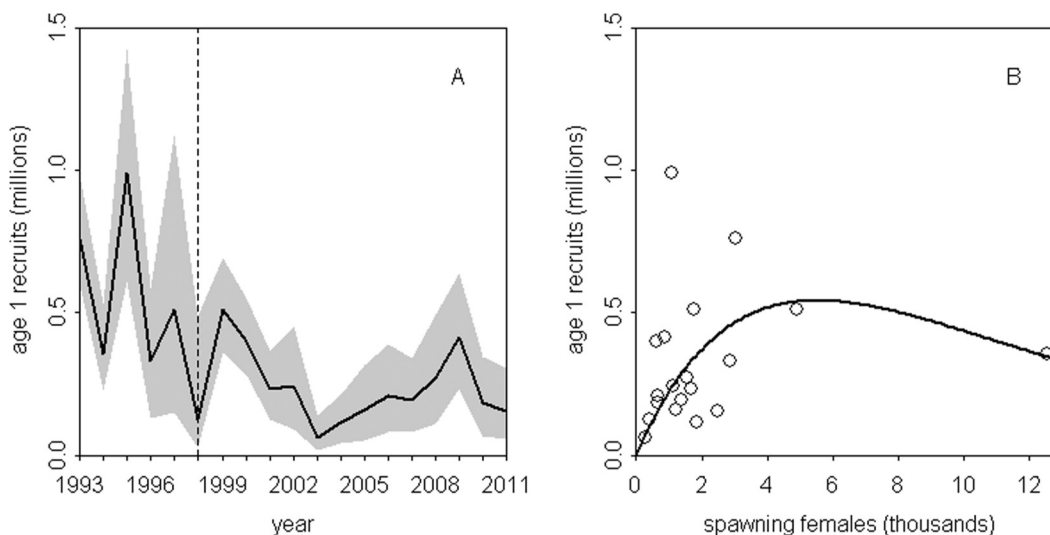 A
age 1 recruits (millions)
0.0 0.5 1.0 1.5
1993 1996 1999 2002 2005 2008 2011
year
B
age 1 recruits (millions)
0.0 0.5 1.0 1.5
0 2 4 6 8 10 12
spawning females (thousands)